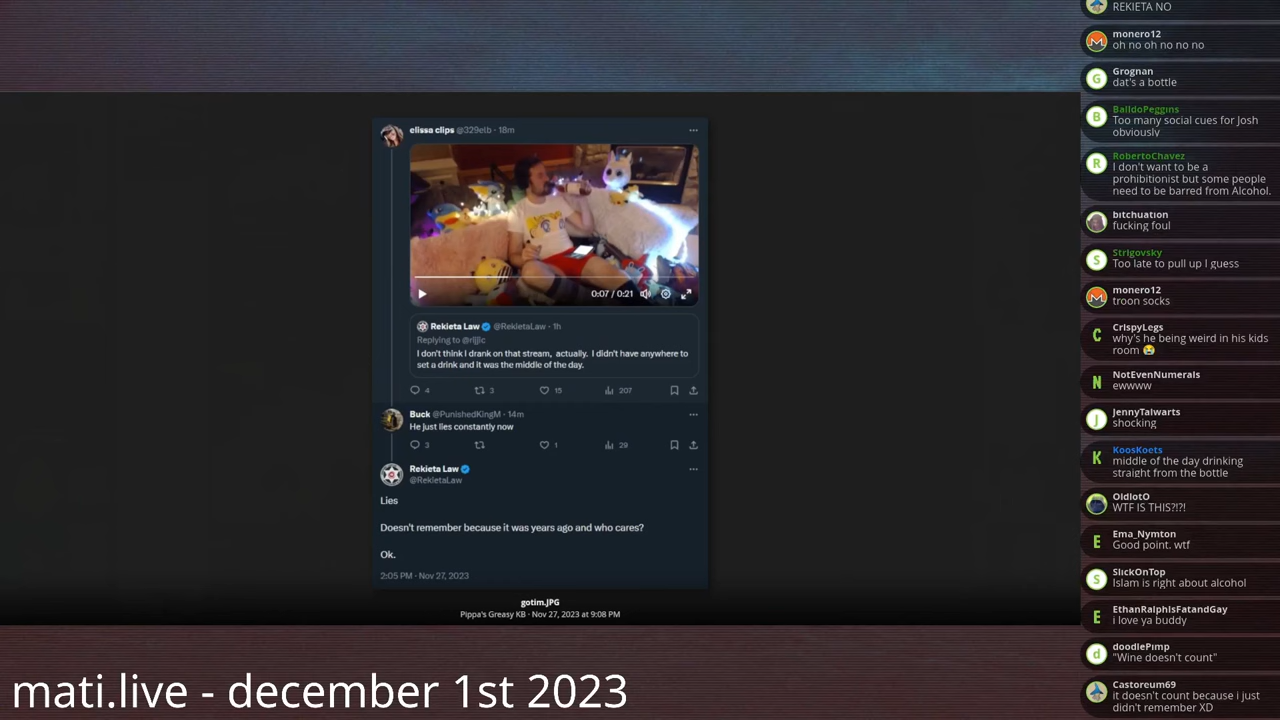 elissa clips @329elb · 18m
0:07 / 0:21
Rekieta Law @RekietaLaw · 1h
Replying to @rijjic
I don't think I drank on that stream, actually. I didn't have anywhere to
set a drink and it was the middle of the day.
4 3 15 207
Buck @PunishedKingM · 14m
He just lies constantly now
3 1 29
Rekieta Law
@RekietaLaw
Lies
Doesn't remember because it was years ago and who cares?
Ok.
2:05 PM · Nov 27, 2023
gotim.JPG
Pippa's Greasy KB · Nov 27, 2023 at 9:08 PM
mati.live - december 1st 2023
REKIETA NO
monero12
oh no oh no no no
Grognan
dat's a bottle
BalldoPeggins
Too many social cues for Josh
obviously
RobertoChavez
I don't want to be a
prohibitionist but some people
need to be barred from Alcohol.
bitchuation
fucking foul
Strigovsky
Too late to pull up I guess
monero12
troon socks
CrispyLegs
why's he being weird in his kids
room 😭
NotEvenNumerals
ewwww
JennyTalwarts
shocking
KoosKoets
middle of the day drinking
straight from the bottle
OldIotO
WTF IS THIS?!?!
Ema_Nymton
Good point. wtf
SlickOnTop
Islam is right about alcohol
EthanRalphIsFatandGay
i love ya buddy
doodlePimp
"Wine doesn't count"
Castoreum69
it doesn't count because i just
didn't remember XD